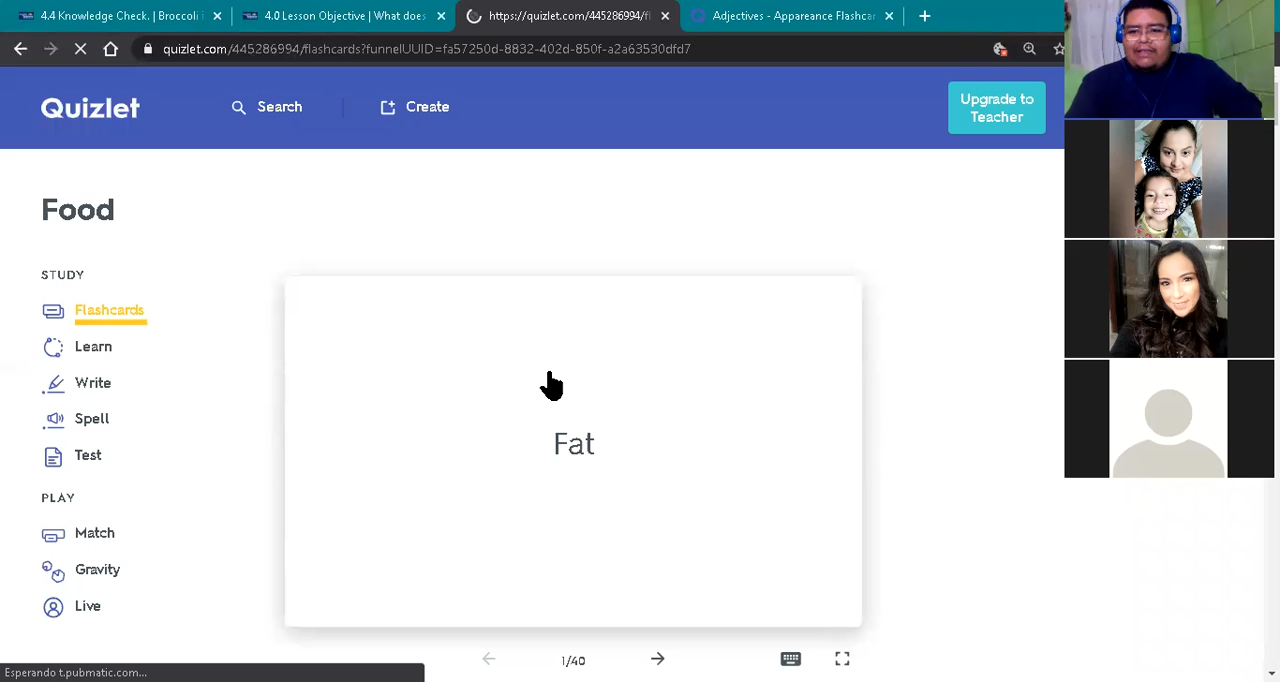 4.4 Knowledge Check. | Broccoli i
4.0 Lesson Objective | What does
https://quizlet.com/445286994/fl
Adjectives - Appareance Flashcar
quizlet.com/445286994/flashcards?funnelUUID=fa57250d-8832-402d-850f-a2a63530dfd7
Quizlet
Search
Create
Upgrade to
Teacher
Food
STUDY
Flashcards
Learn
Write
Spell
Test
PLAY
Match
Gravity
Live
Fat
1/40
Esperando t.pubmatic.com...